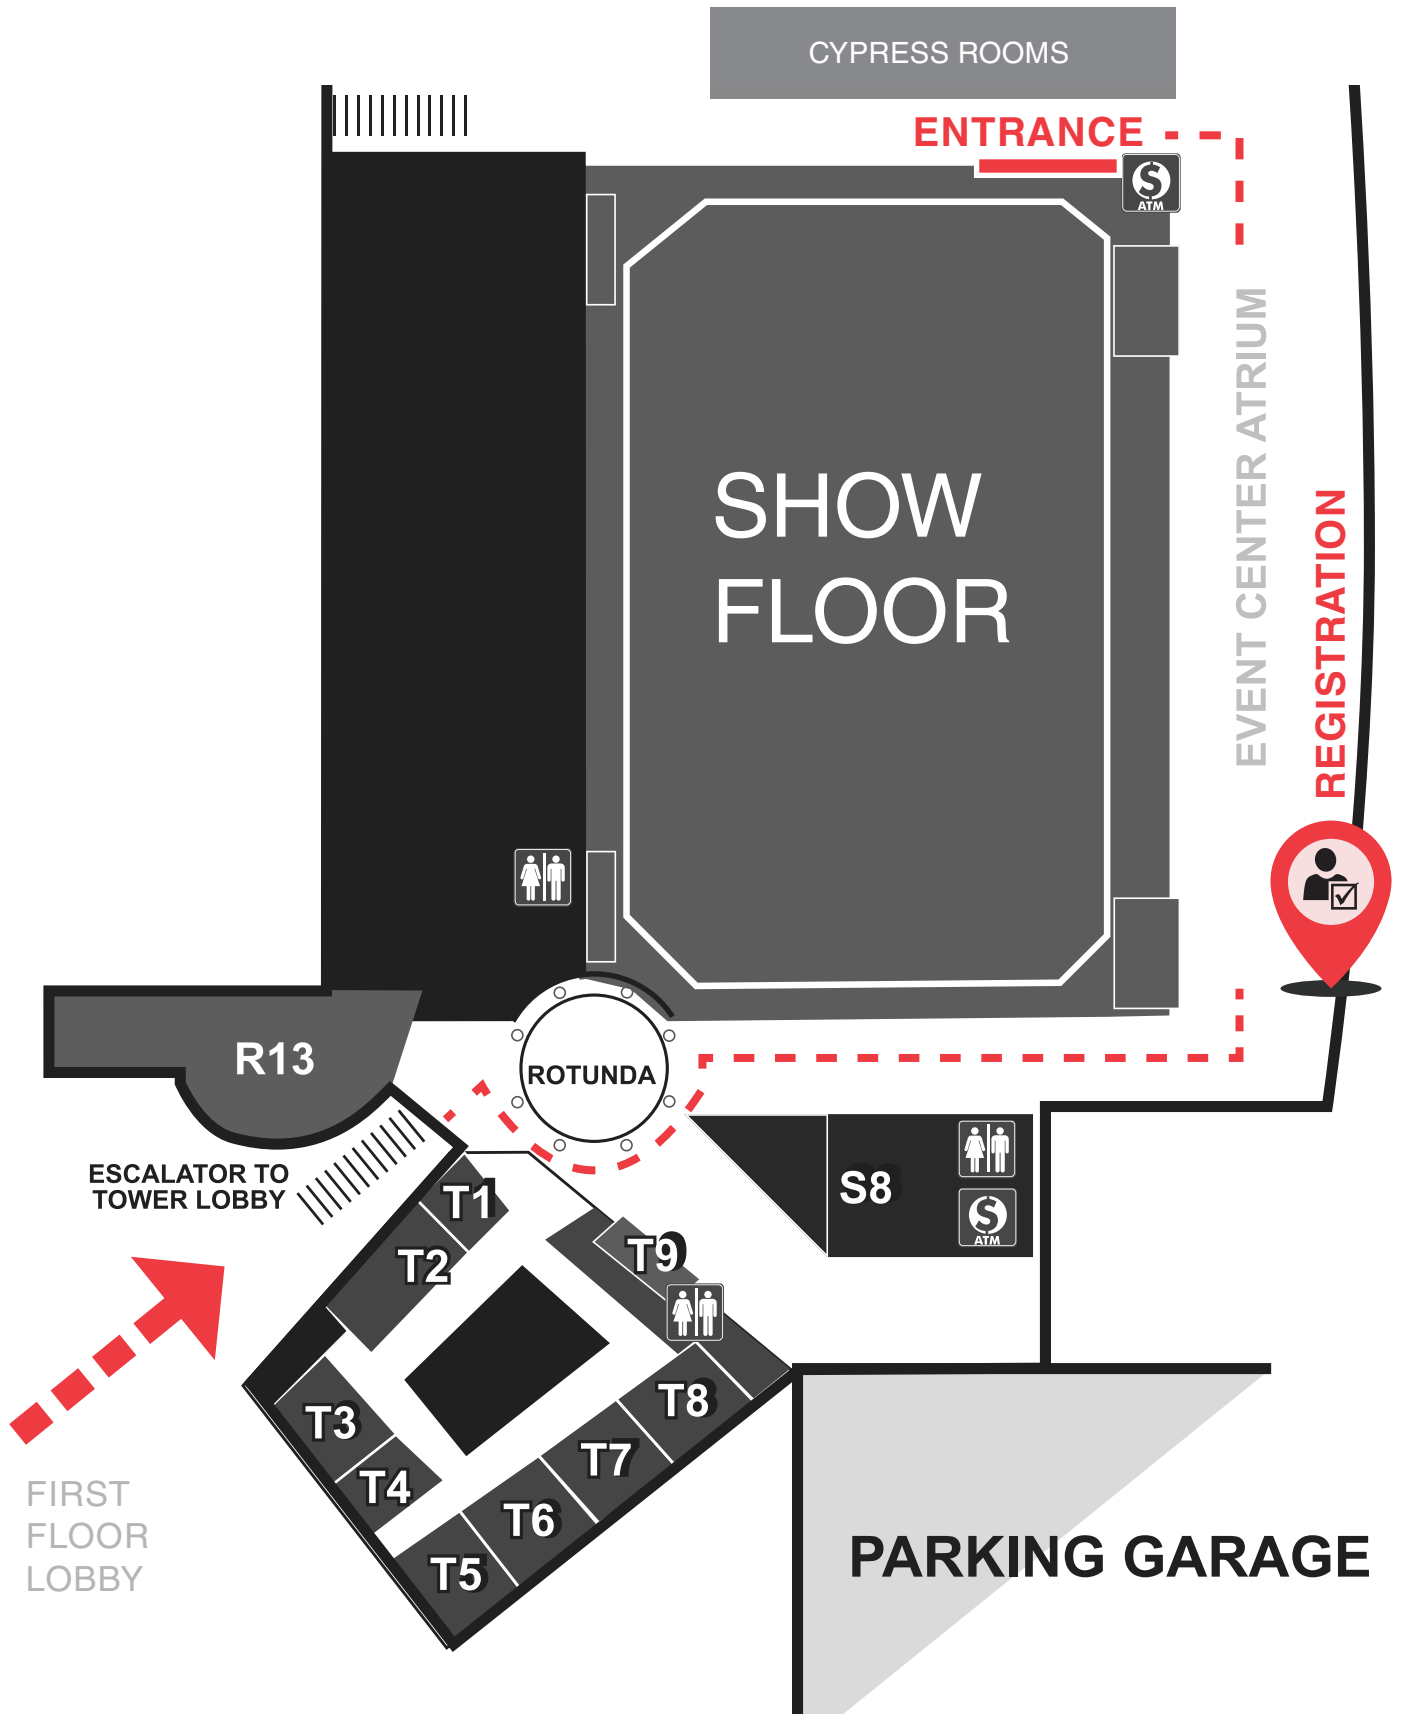 CYPRESS ROOMS
ENTRANCE
ATM
EVENT CENTER ATRIUM
REGISTRATION
SHOW
FLOOR
R13
ROTUNDA
ESCALATOR TO
TOWER LOBBY
T1
T2
T9
S8
ATM
T3
T4
T8
T7
T6
T5
FIRST
FLOOR
LOBBY
PARKING GARAGE